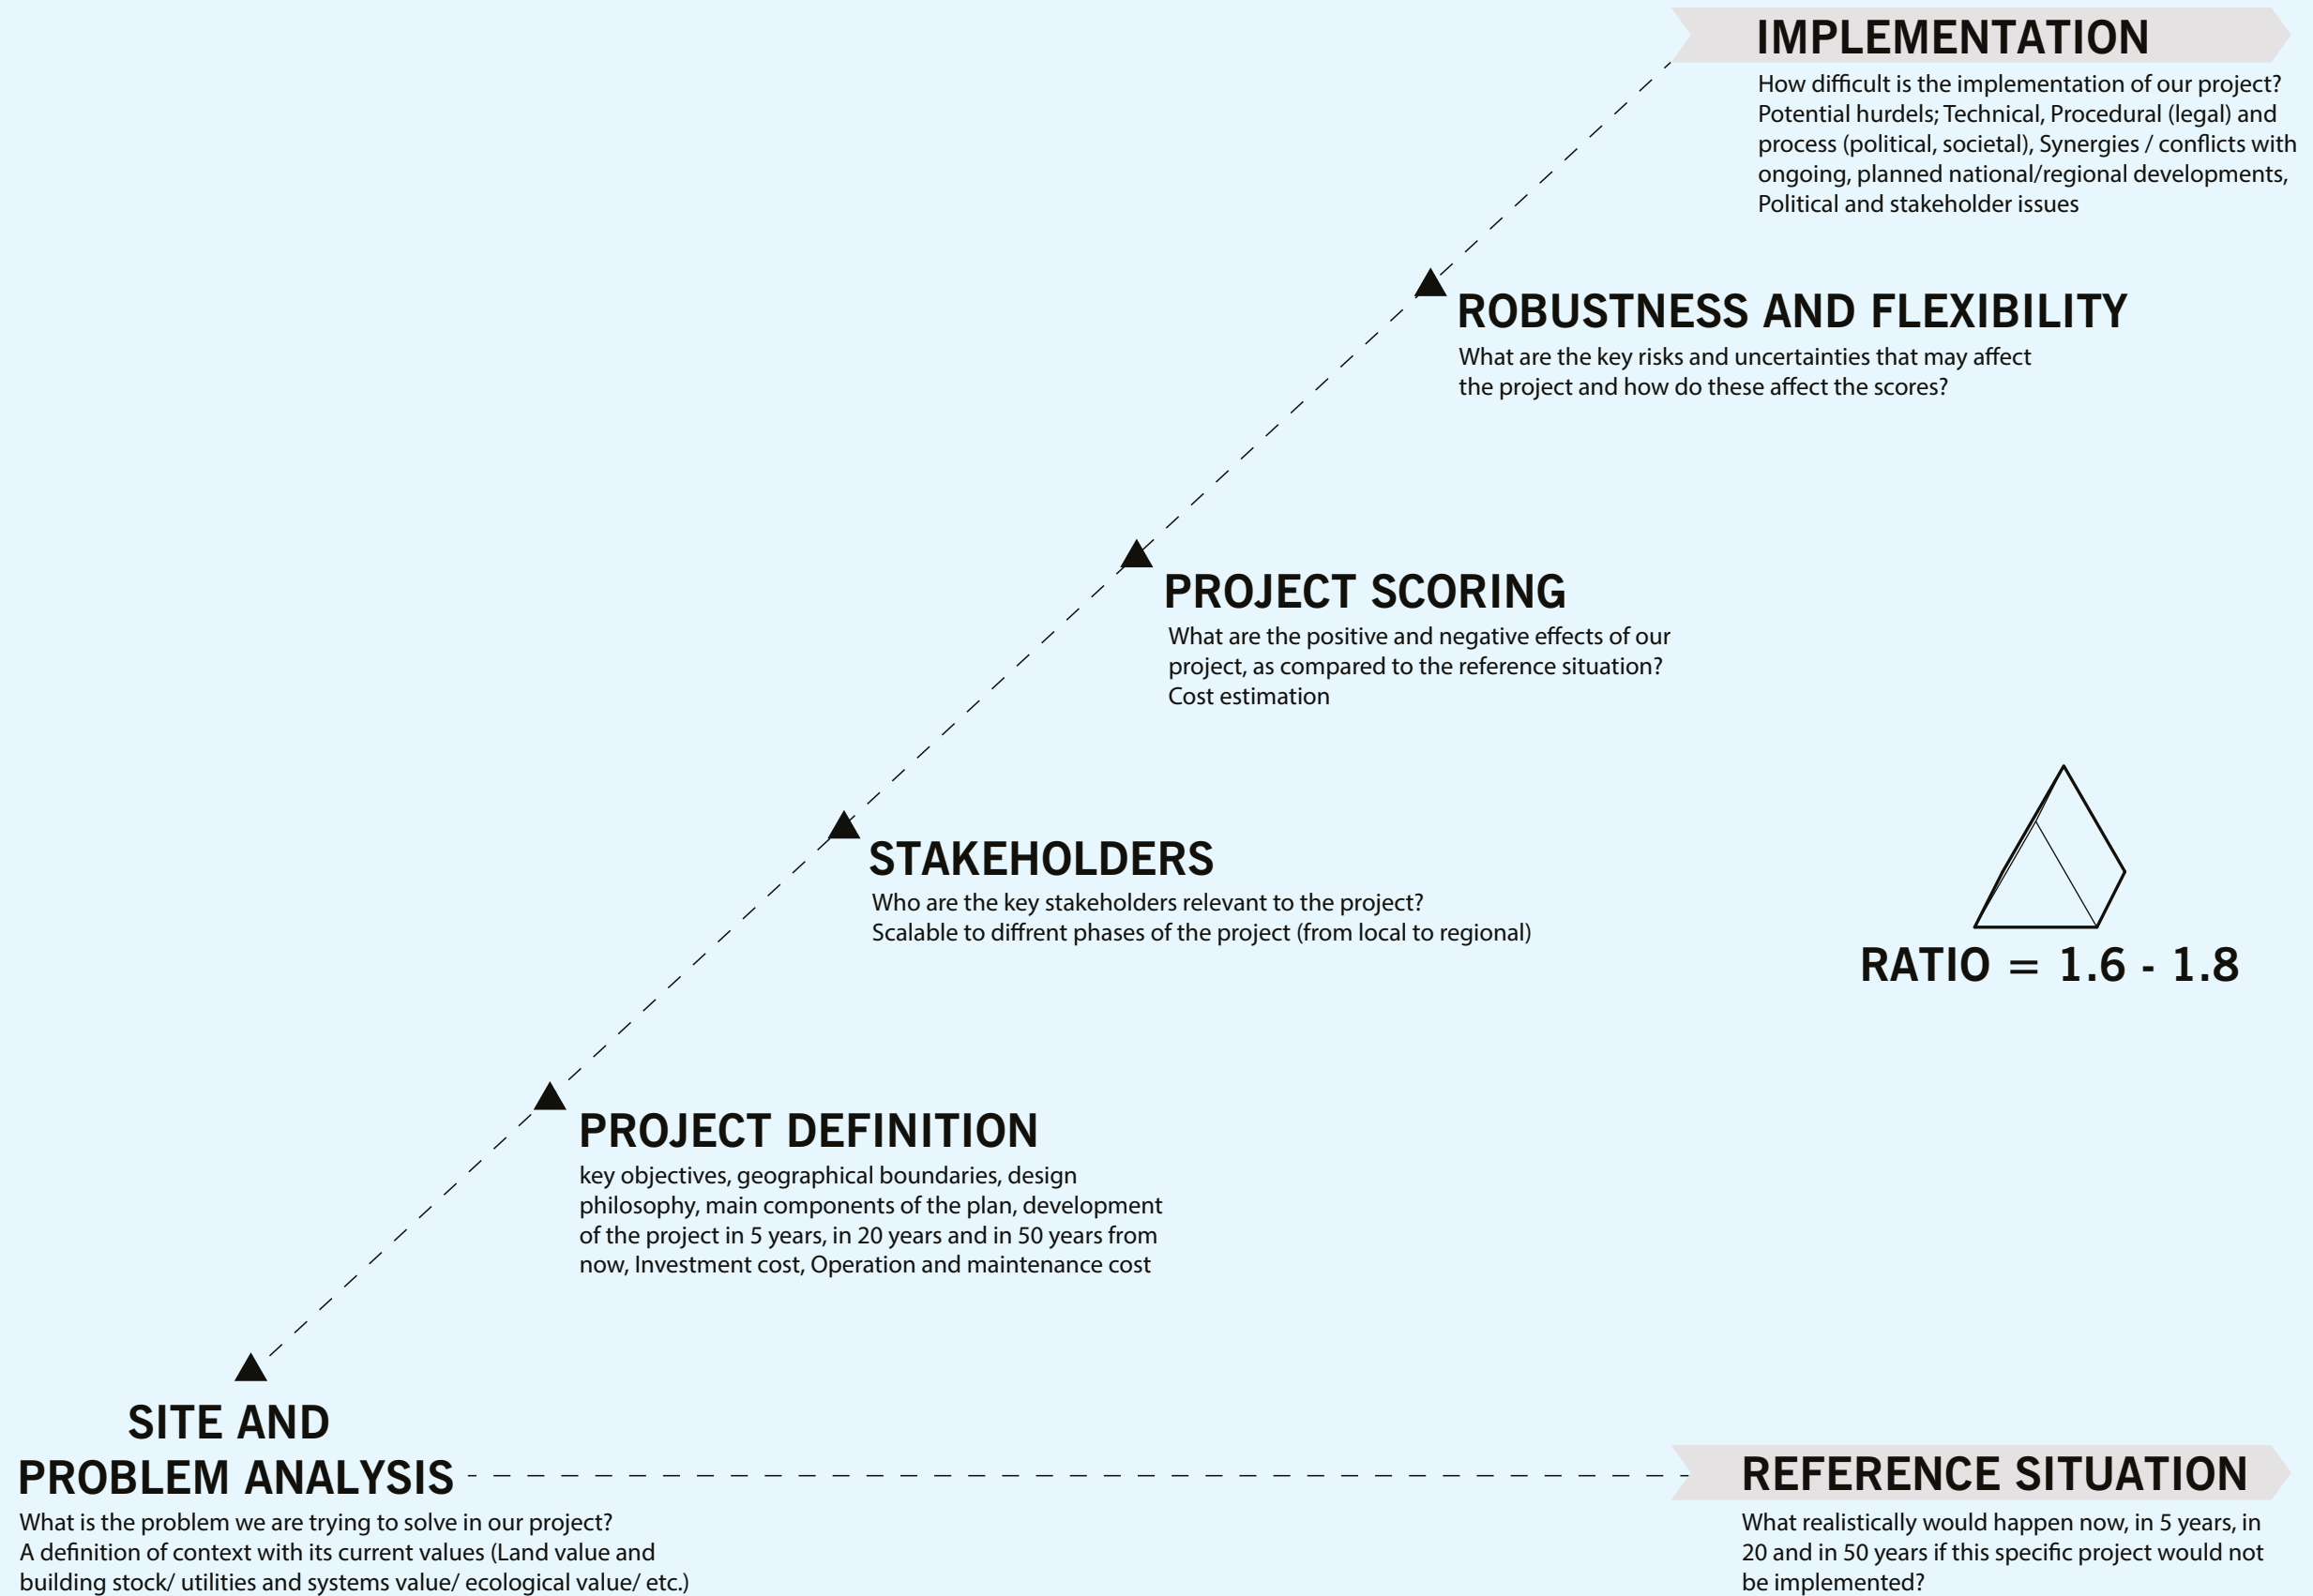 IMPLEMENTATION
How difficult is the implementation of our project?
Potential hurdels; Technical, Procedural (legal) and
process (political, societal), Synergies / conflicts with
ongoing, planned national/regional developments,
Political and stakeholder issues
ROBUSTNESS AND FLEXIBILITY
What are the key risks and uncertainties that may affect
the project and how do these affect the scores?
PROJECT SCORING
What are the positive and negative effects of our
project, as compared to the reference situation?
Cost estimation
STAKEHOLDERS
Who are the key stakeholders relevant to the project?
Scalable to diffrent phases of the project (from local to regional)
RATIO = 1.6 - 1.8
PROJECT DEFINITION
key objectives, geographical boundaries, design
philosophy, main components of the plan, development
of the project in 5 years, in 20 years and in 50 years from
now, Investment cost, Operation and maintenance cost
SITE AND
PROBLEM ANALYSIS
What is the problem we are trying to solve in our project?
A definition of context with its current values (Land value and
building stock/ utilities and systems value/ ecological value/ etc.)
REFERENCE SITUATION
What realistically would happen now, in 5 years, in
20 and in 50 years if this specific project would not
be implemented?